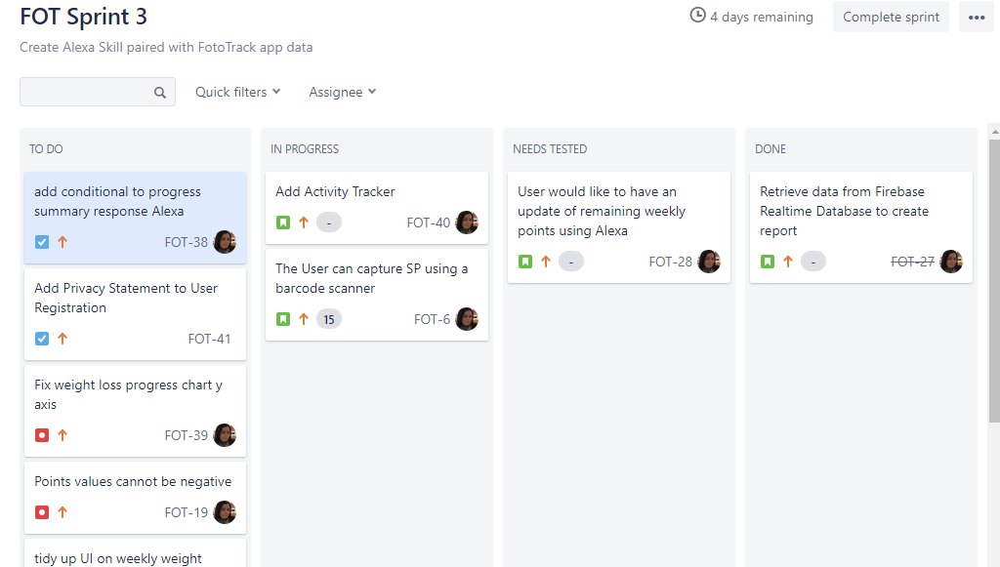 FOT Sprint 3
4 days remaining
Complete sprint
Create Alexa Skill paired with FotoTrack app data
Quick filters
Assignee
TO DO
add conditional to progress
summary response Alexa
FOT-38
Add Privacy Statement to User
Registration
FOT-41
Fix weight loss progress chart y
axis
FOT-39
Points values cannot be negative
FOT-19
tidy up UI on weekly weight
IN PROGRESS
Add Activity Tracker
-
FOT-40
The User can capture SP using a
barcode scanner
15
FOT-6
NEEDS TESTED
User would like to have an
update of remaining weekly
points using Alexa
-
FOT-28
DONE
Retrieve data from Firebase
Realtime Database to create
report
-
FOT-27